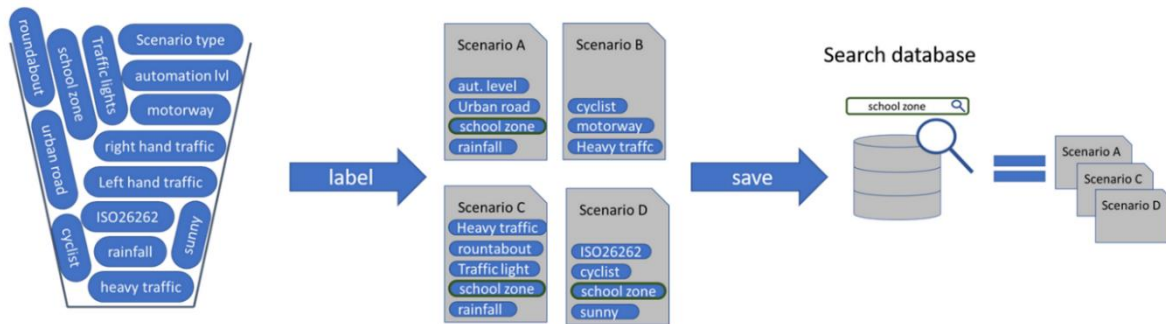 roundabout
school zone
Traffic lights
Scenario type
automation lvl
motorway
urban road
right hand traffic
Left hand traffic
ISO26262
cyclist
rainfall
sunny
heavy traffic
label
Scenario A
aut. level
Urban road
school zone
rainfall
Scenario B
cyclist
motorway
Heavy traffc
Scenario C
Heavy traffic
rountabout
Traffic light
school zone
rainfall
Scenario D
ISO26262
cyclist
school zone
sunny
save
Search database
school zone
Scenario A
Scenario C
Scenario D